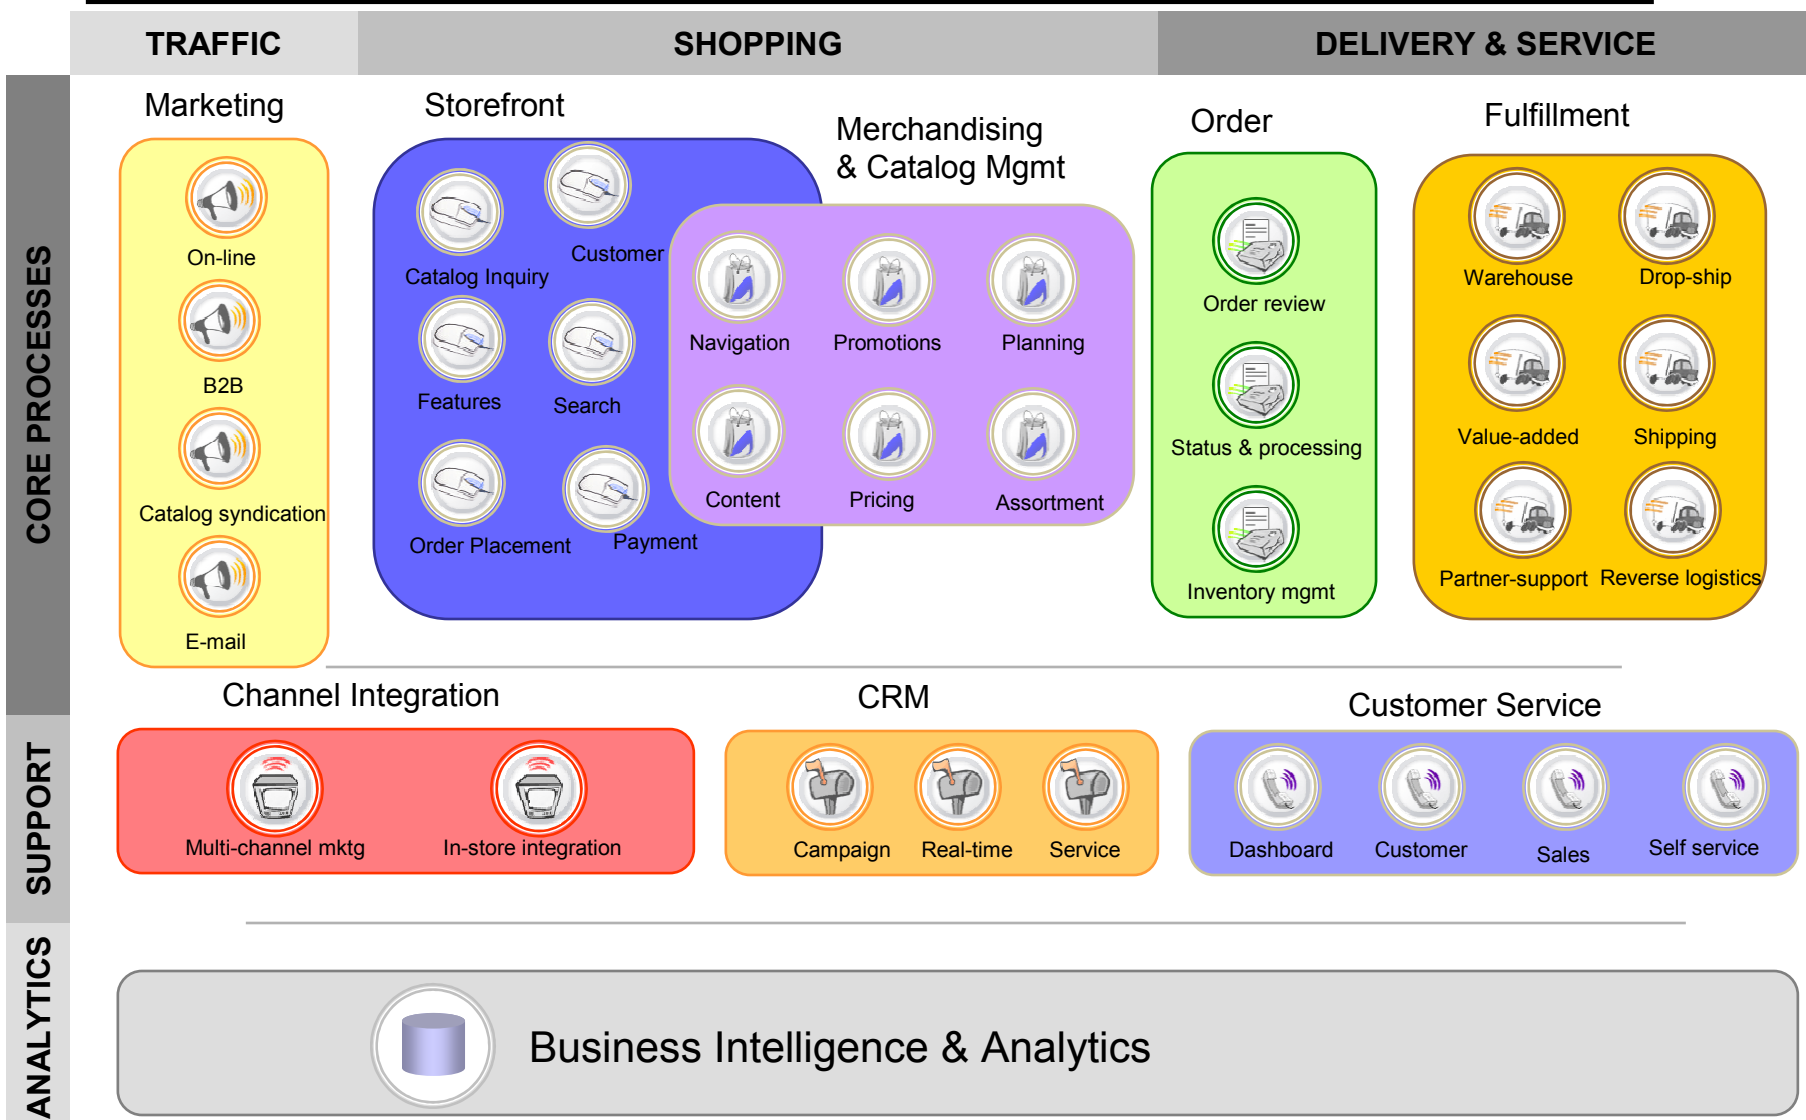 TRAFFIC
SHOPPING
DELIVERY & SERVICE
CORE PROCESSES
Marketing
On-line
B2B
Catalog syndication
E-mail
Storefront
Customer
Catalog Inquiry
Features
Search
Order Placement
Payment
Merchandising
& Catalog Mgmt
Navigation
Promotions
Planning
Content
Pricing
Assortment
Order
Order review
Status & processing
Inventory mgmt
Fulfillment
Warehouse
Drop-ship
Value-added
Shipping
Partner-support
Reverse logistics
SUPPORT
Channel Integration
Multi-channel mktg
In-store integration
CRM
Campaign
Real-time
Service
Customer Service
Dashboard
Customer
Sales
Self service
ANALYTICS
Business Intelligence & Analytics